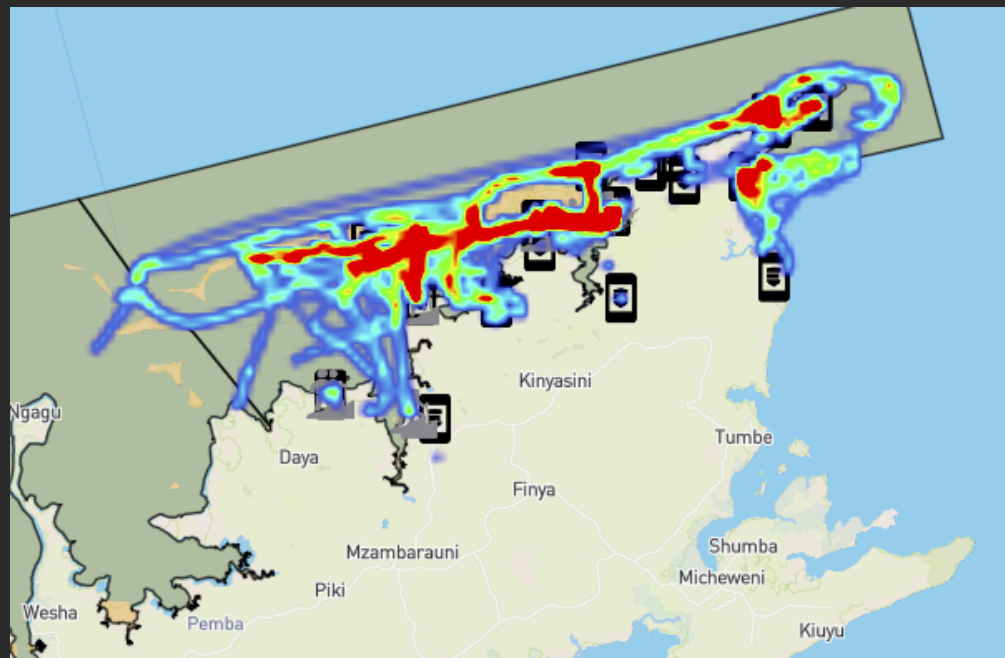 Kinyasini
Ngagu
Tumbe
Daya
Finya
Shumba
Mzambarauni
Micheweni
Piki
Wesha
Pemba
Kiuyu